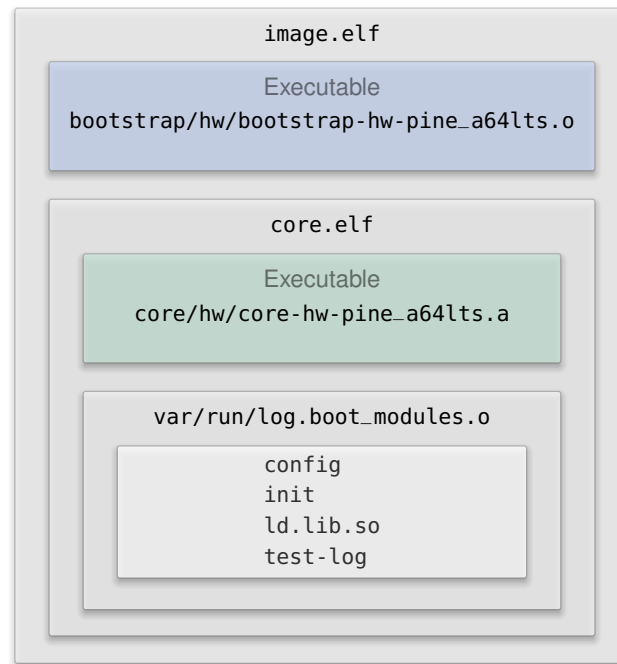 image.elf
Executable
bootstrap/hw/bootstrap-hw-pine_a64lts.o
core.elf
Executable
core/hw/core-hw-pine_a64lts.a
var/run/log.boot_modules.o
config
init
ld.lib.so
test-log